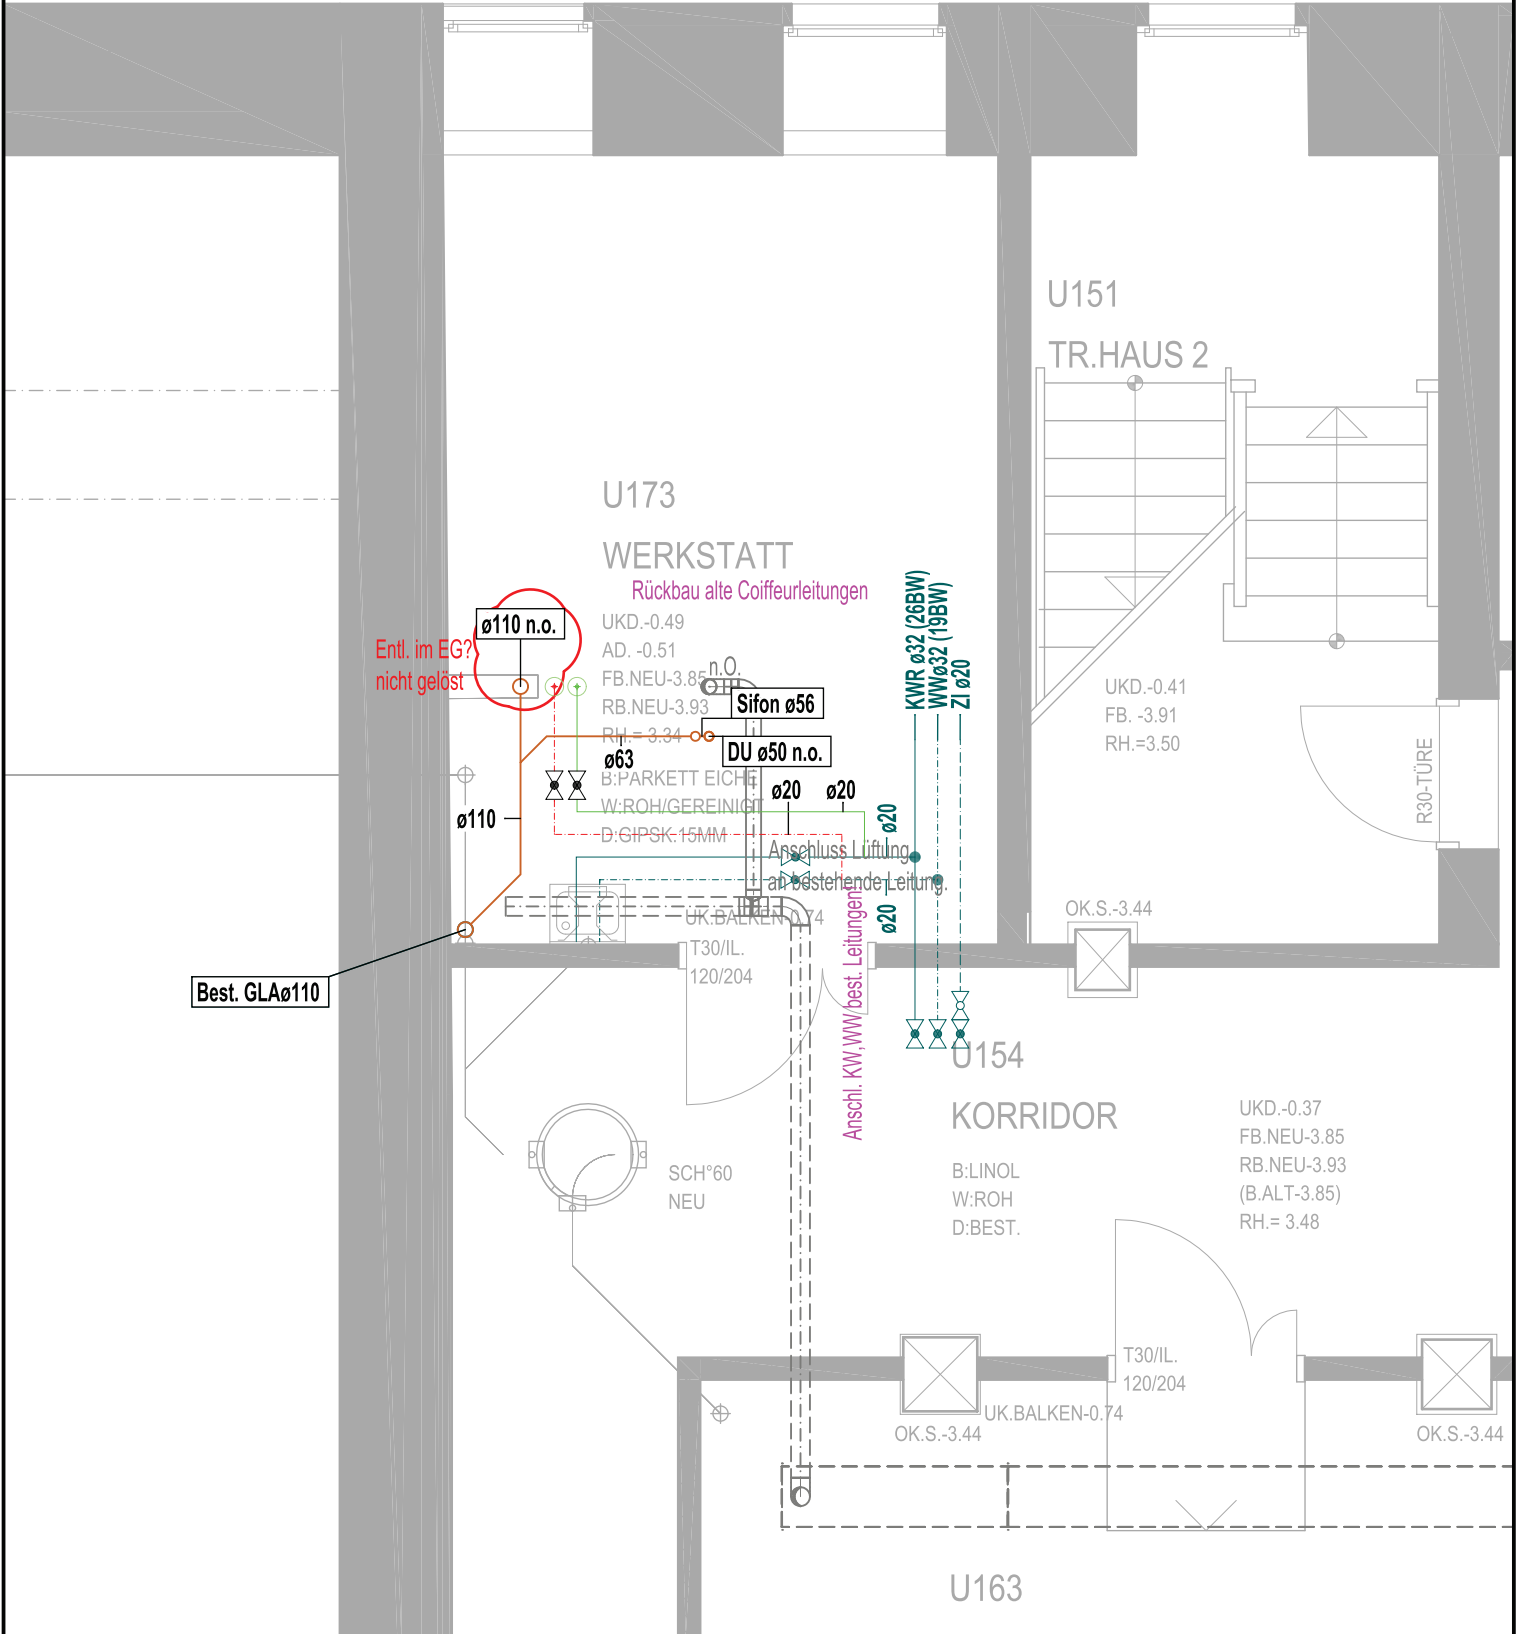 U151
TR.HAUS 2
U173
WERKSTATT
Rückbau alte Coiffeurleitungen
UKD.-0.49
AD. -0.51
FB.NEU-3.85
RB.NEU-3.93
RH.= 3.34
B:PARKETT EICHE
W:ROH/GEREINIGT
D:GIPSK.15MM
ø110 n.o.
Entl. im EG?
nicht gelöst
n.O.
Sifon ø56
DU ø50 n.o.
ø63
ø110
ø20
ø20
KWR ø32 (26BW)
WWø32 (19BW)
ZI ø20
ø20
ø20
Anschluss Lüftung
an bestehende Leitung.
UKD.-0.41
FB. -3.91
RH.=3.50
R30-TÜRE
UK.BALKEN-0.74
T30/IL.
120/204
OK.S.-3.44
Best. GLAø110
Anschl. KW,WW best. Leitungen!
U154
KORRIDOR
B:LINOL
W:ROH
D:BEST.
UKD.-0.37
FB.NEU-3.85
RB.NEU-3.93
(B.ALT-3.85)
RH.= 3.48
SCH°60
NEU
T30/IL.
120/204
UK.BALKEN-0.74
OK.S.-3.44
OK.S.-3.44
U163